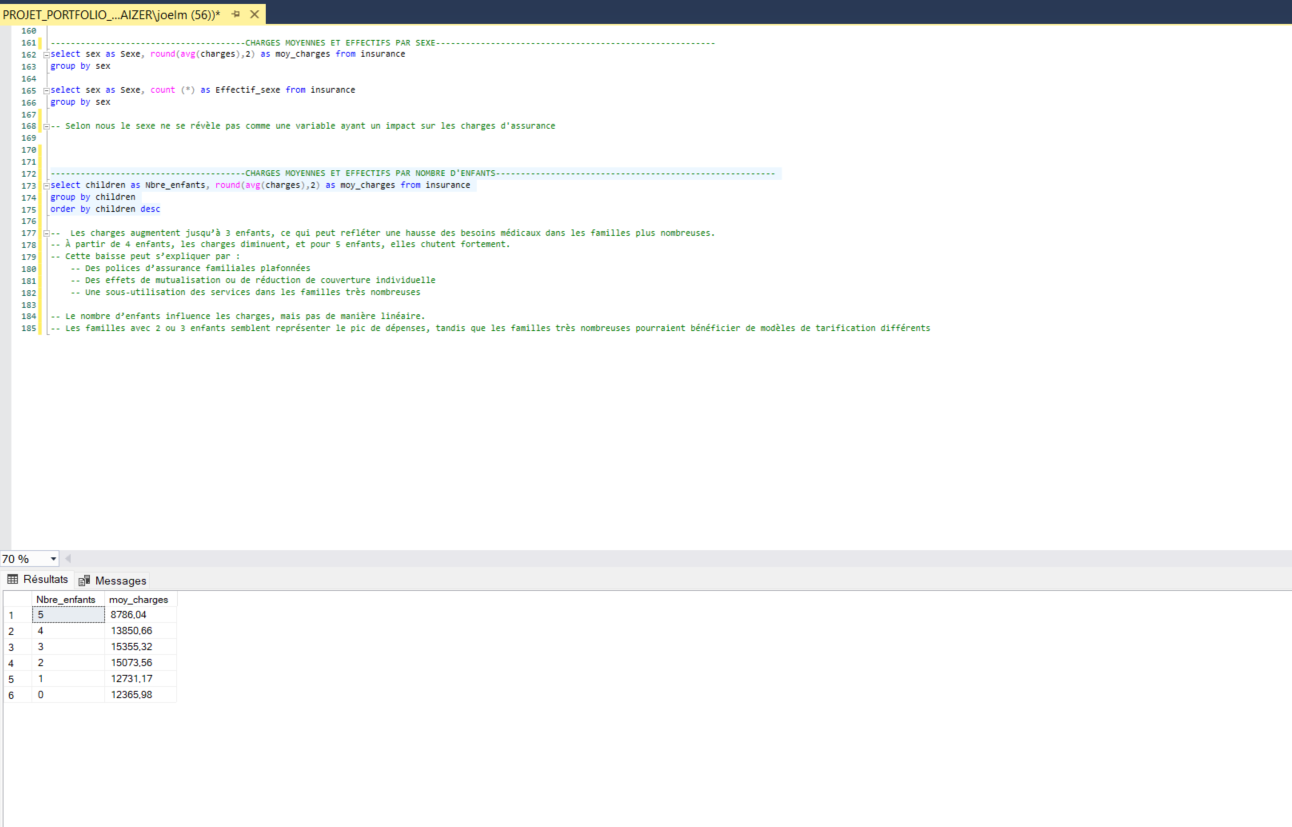 PROJET_PORTFOLIO_...AIZER\joelm (56))*
160
161 --------------------------------------CHARGES MOYENNES ET EFFECTIFS PAR SEXE--------------------------------------------------------
162 select sex as Sexe, round(avg(charges),2) as moy_charges from insurance
163 group by sex
164
165 select sex as Sexe, count (*) as Effectif_sexe from insurance
166 group by sex
167
168 -- Selon nous le sexe ne se révèle pas comme une variable ayant un impact sur les charges d'assurance
169
170
171
172 --------------------------------------CHARGES MOYENNES ET EFFECTIFS PAR NOMBRE D'ENFANTS--------------------------------------------------------
173 select children as Nbre_enfants, round(avg(charges),2) as moy_charges from insurance
174 group by children
175 order by children desc
176
177 --  Les charges augmentent jusqu’à 3 enfants, ce qui peut refléter une hausse des besoins médicaux dans les familles plus nombreuses.
178 -- À partir de 4 enfants, les charges diminuent, et pour 5 enfants, elles chutent fortement.
179 -- Cette baisse peut s’expliquer par :
180     -- Des polices d’assurance familiales plafonnées
181     -- Des effets de mutualisation ou de réduction de couverture individuelle
182     -- Une sous-utilisation des services dans les familles très nombreuses
183
184 -- Le nombre d’enfants influence les charges, mais pas de manière linéaire.
185 -- Les familles avec 2 ou 3 enfants semblent représenter le pic de dépenses, tandis que les familles très nombreuses pourraient bénéficier de modèles de tarification différents
70 %
Résultats Messages
Nbre_enfants moy_charges
1 5 8786,04
2 4 13850,66
3 3 15355,32
4 2 15073,56
5 1 12731,17
6 0 12365,98